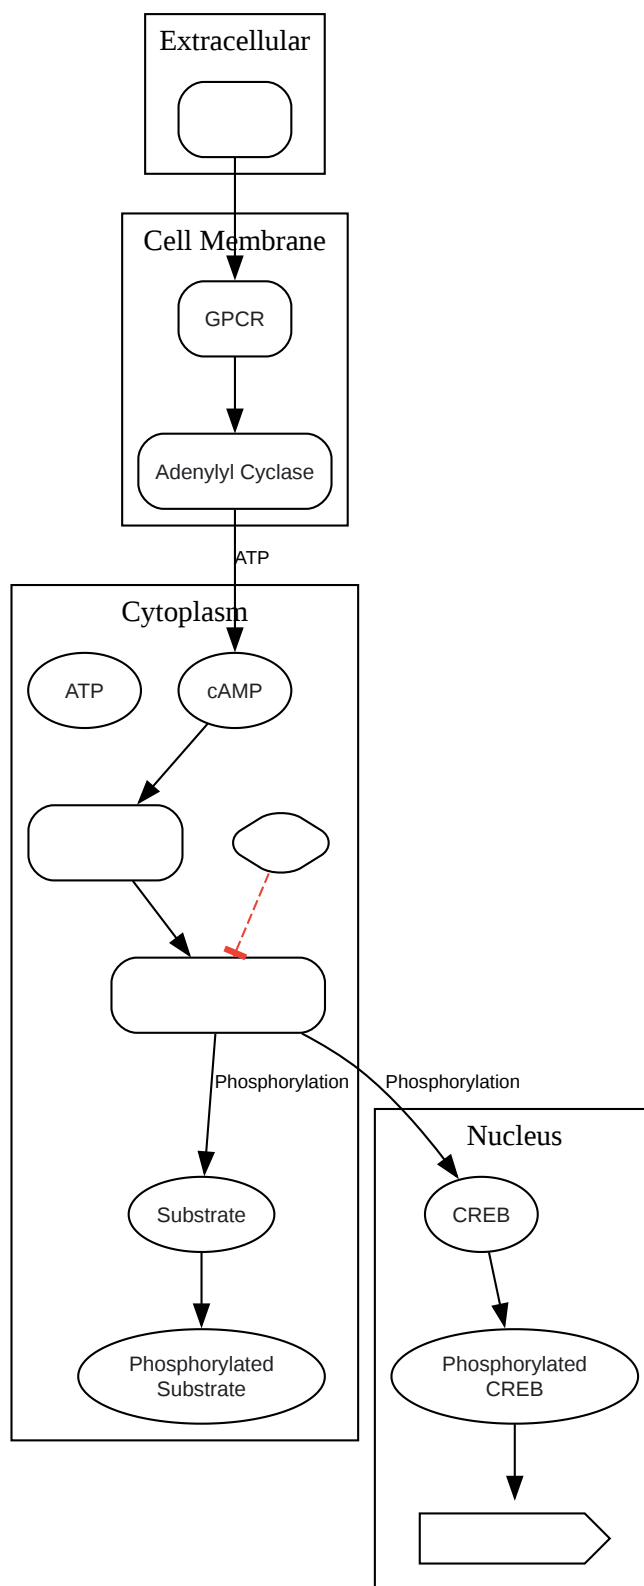 Extracellular
Cell Membrane
GPCR
Adenylyl Cyclase
ATP
Cytoplasm
ATP
cAMP
Phosphorylation
Phosphorylation
Nucleus
Substrate
CREB
Phosphorylated
Substrate
Phosphorylated
CREB